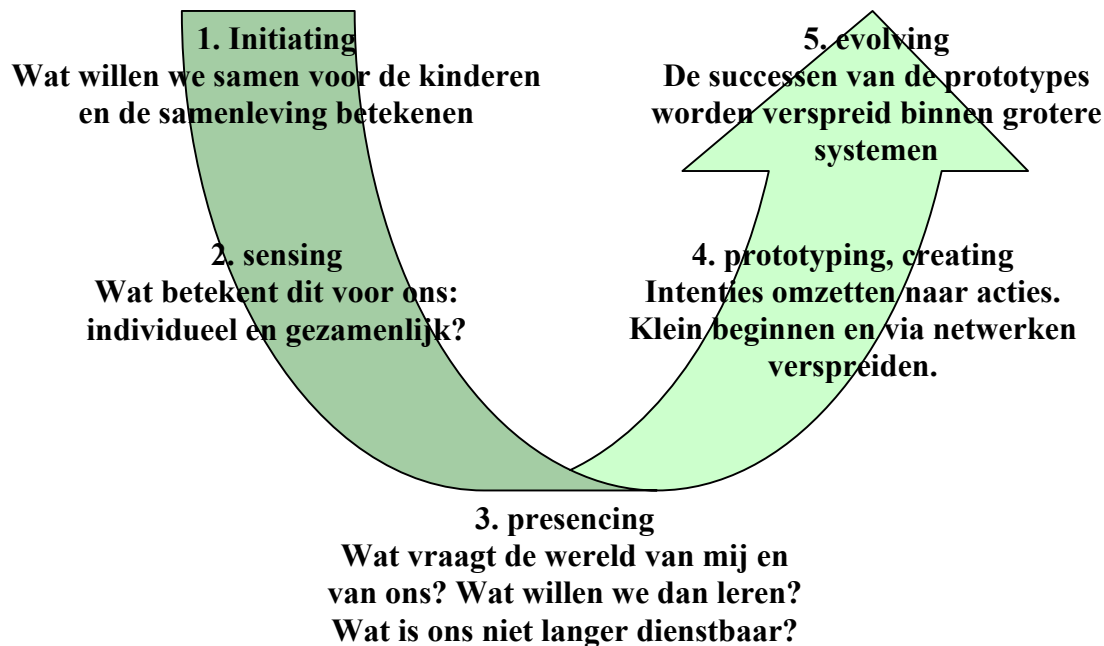 1. Initiating
Wat willen we samen voor de kinderen
en de samenleving betekenen
2. sensing
Wat betekent dit voor ons:
individueel en gezamenlijk?
3. presencing
Wat vraagt de wereld van mij en
van ons? Wat willen we dan leren?
Wat is ons niet langer dienstbaar?
4. prototyping, creating
Intenties omzetten naar acties.
Klein beginnen en via netwerken
verspreiden.
5. evolving
De successen van de prototypes
worden verspreid binnen grotere
systemen